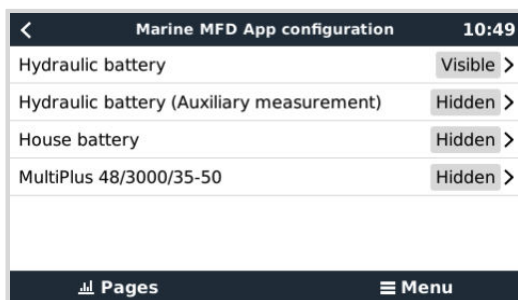 Marine MFD App configuration 10:49
Hydraulic battery Visible
Hydraulic battery (Auxiliary measurement) Hidden
House battery Hidden
MultiPlus 48/3000/35-50 Hidden
Pages Menu